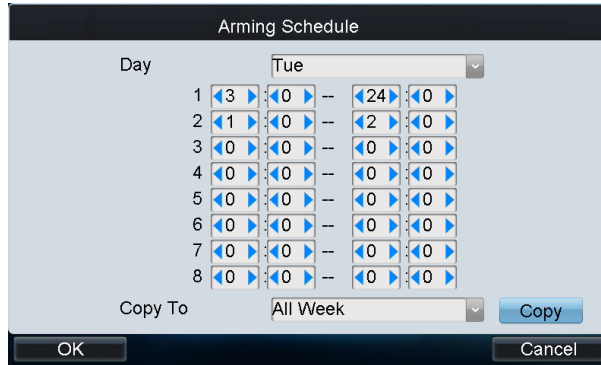 Arming Schedule
Day Tue
1 3 : 0 -- 24 : 0
2 1 : 0 -- 2 : 0
3 0 : 0 -- 0 : 0
4 0 : 0 -- 0 : 0
5 0 : 0 -- 0 : 0
6 0 : 0 -- 0 : 0
7 0 : 0 -- 0 : 0
8 0 : 0 -- 0 : 0
Copy To All Week Copy
OK Cancel